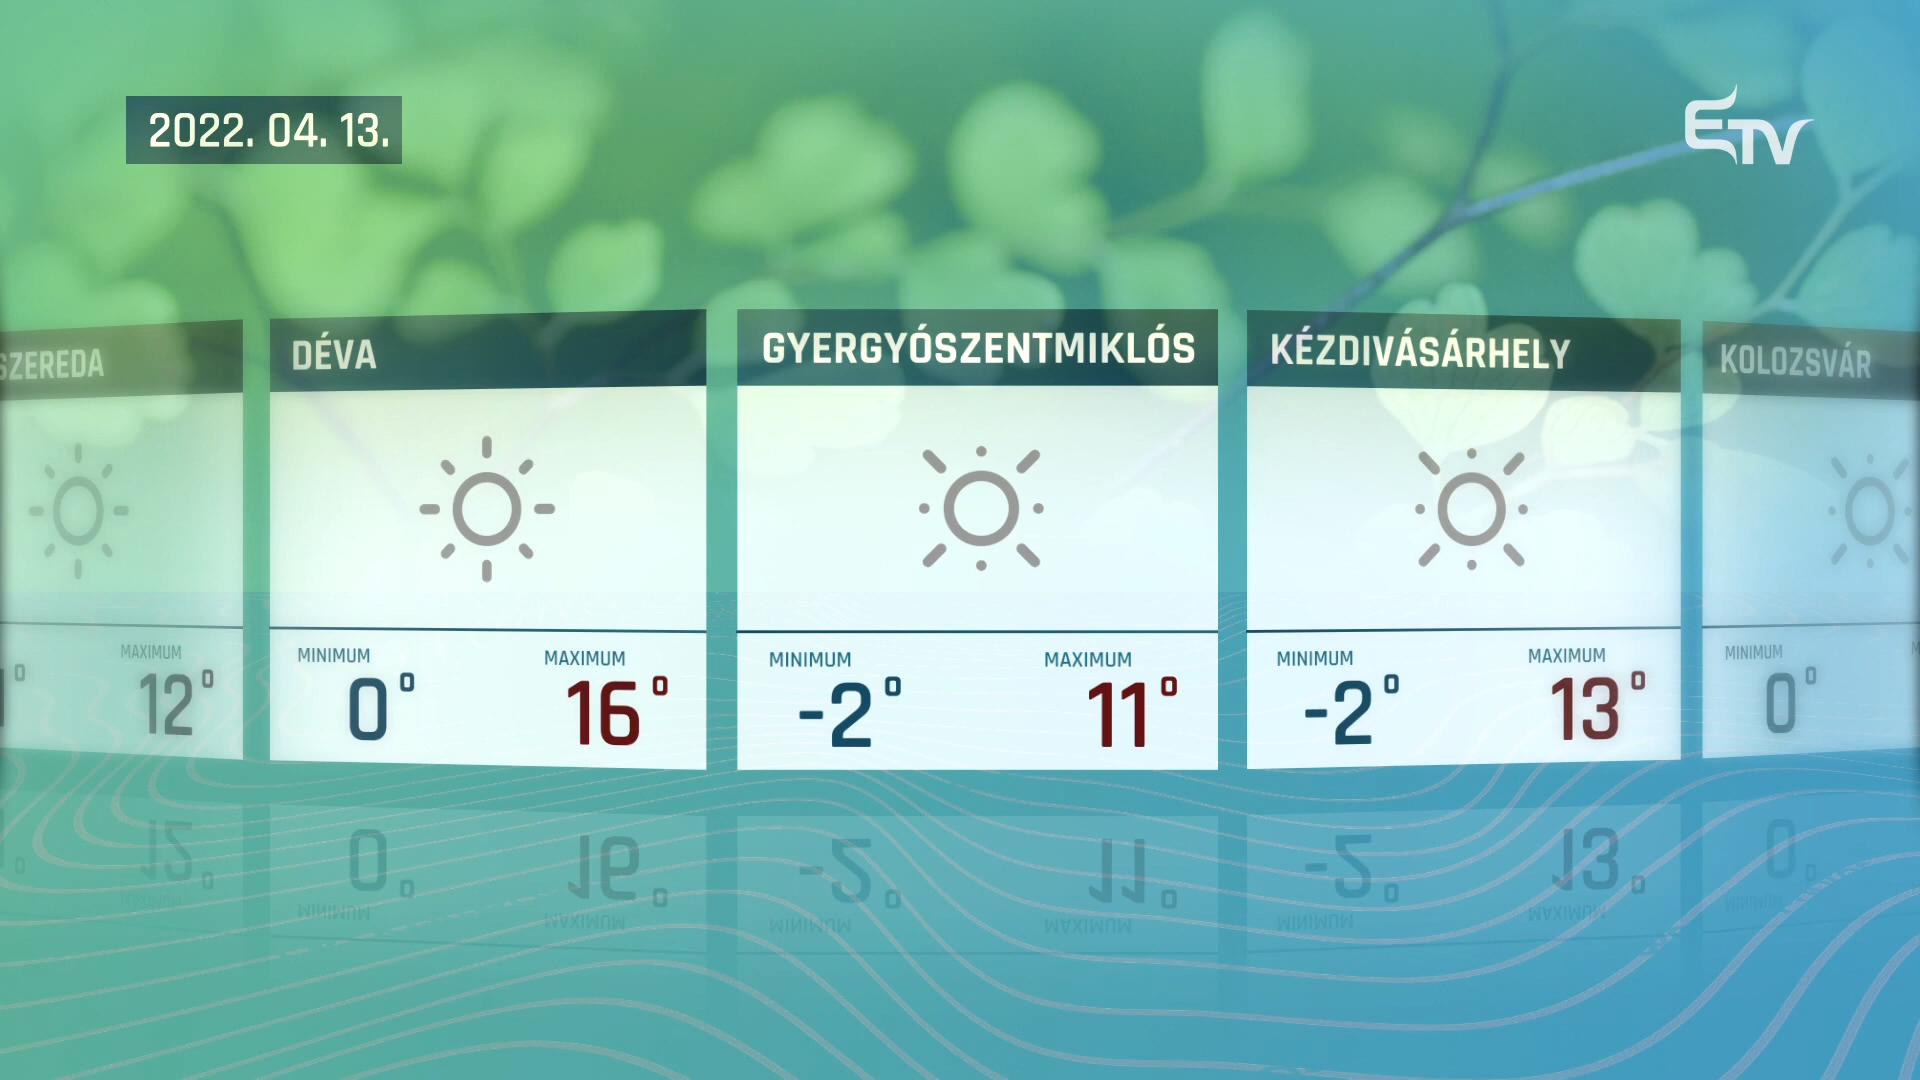 2022. 04. 13.
ETV
SZEREDA
MAXIMUM
12°
DÉVA
MINIMUM
0°
MAXIMUM
16°
GYERGYÓSZENTMIKLÓS
MINIMUM
-2°
MAXIMUM
11°
KÉZDIVÁSÁRHELY
MINIMUM
-2°
MAXIMUM
13°
KOLOZSVÁR
MINIMUM
0°